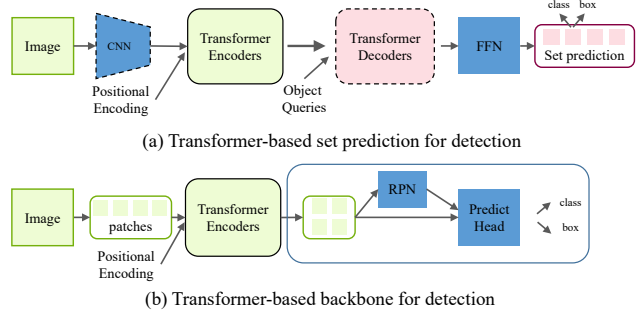 class box
Image
CNN
Transformer
Encoders
Transformer
Decoders
FFN
Set prediction
Positional
Encoding
Object
Queries
(a) Transformer-based set prediction for detection
Image
patches
Transformer
Encoders
RPN
Predict
Head
class
box
Positional
Encoding
(b) Transformer-based backbone for detection